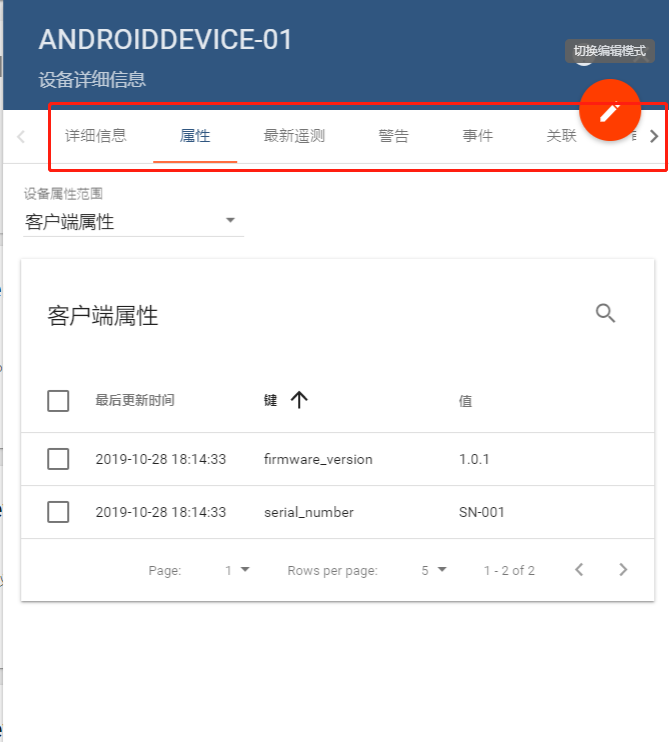 ANDROIDDEVICE-01
切换编辑模式
设备详细信息
详细信息 属性 最新遥测 警告 事件 关联
设备属性范围
客户端属性
客户端属性
最后更新时间 键 值
2019-10-28 18:14:33 firmware_version 1.0.1
2019-10-28 18:14:33 serial_number SN-001
Page: 1 Rows per page: 5 1 - 2 of 2